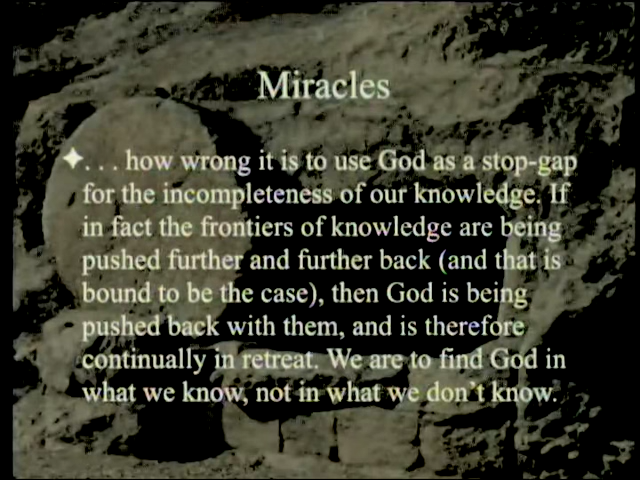 Miracles
. . . how wrong it is to use God as a stop-gap
for the incompleteness of our knowledge. If
in fact the frontiers of knowledge are being
pushed further and further back (and that is
bound to be the case), then God is being
pushed back with them, and is therefore
continually in retreat. We are to find God in
what we know, not in what we don't know.